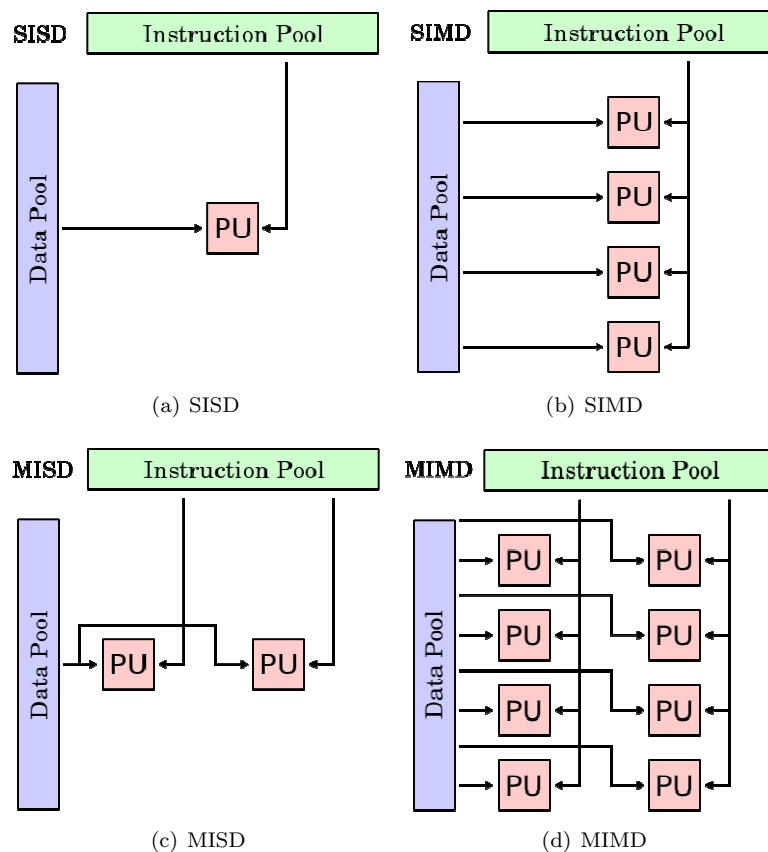 SISD
Instruction Pool
Data Pool
PU
(a) SISD
SIMD
Instruction Pool
Data Pool
PU
PU
PU
PU
(b) SIMD
MISD
Instruction Pool
Data Pool
PU
PU
(c) MISD
MIMD
Instruction Pool
Data Pool
PU
PU
PU
PU
PU
PU
PU
PU
(d) MIMD